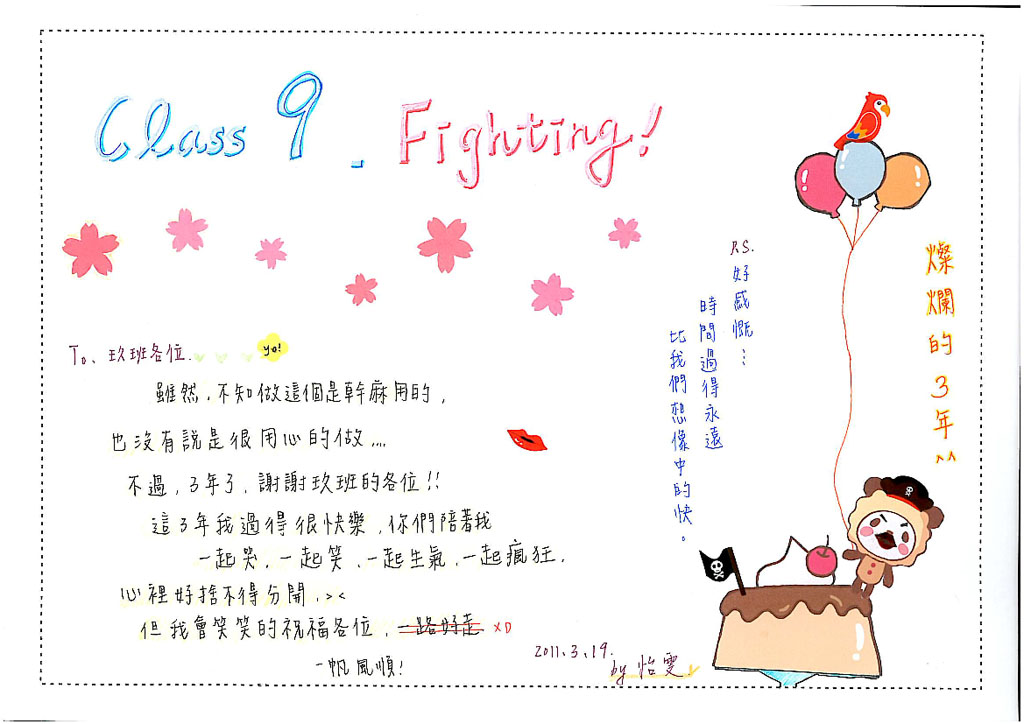 Class 9. Fighting!
To. 玖班各位.
yo!
雖然,不知做這個是幹麻用的,
也沒有說是很用心的做....
不過,3年了,謝謝玖班的各位!!
這3年我過得很快樂,你們陪著我
一起哭,一起笑、一起生氣、一起瘋狂.
心裡好捨不得分開.><
但我會笑笑的祝福各位,一路好走 XD
一帆風順!
2011.3.19.
by 怡雯
P.S. 好感慨…
時間過得永遠
比我們想像中的快。
燦爛的3年^^